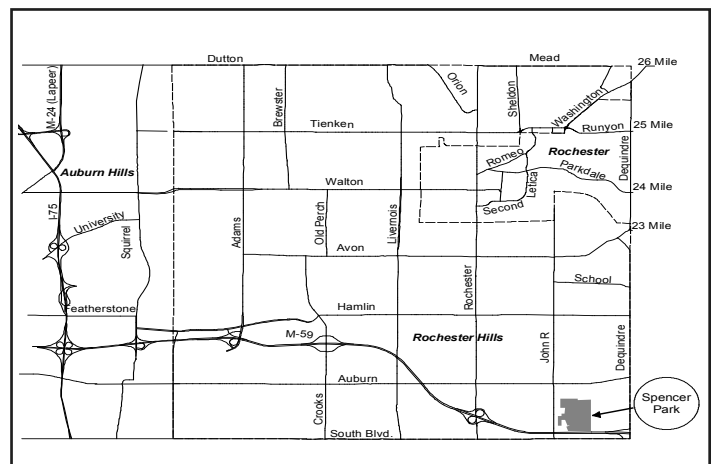 Dutton
Mead
26 Mile
M-24 (Lapeer)
Orion
Sheldon
Washington
Brewster
Tienken
Runyon
25 Mile
Auburn Hills
Romeo
Rochester
Parkdale
Dequindre
Walton
Letica
24 Mile
I-75
University
Squirrel
Adams
Old Perch
Livernois
Second
23 Mile
Avon
Rochester
School
Featherstone
Hamlin
M-59
Rochester Hills
John R
Dequindre
Auburn
Crooks
Spencer
Park
South Blvd.